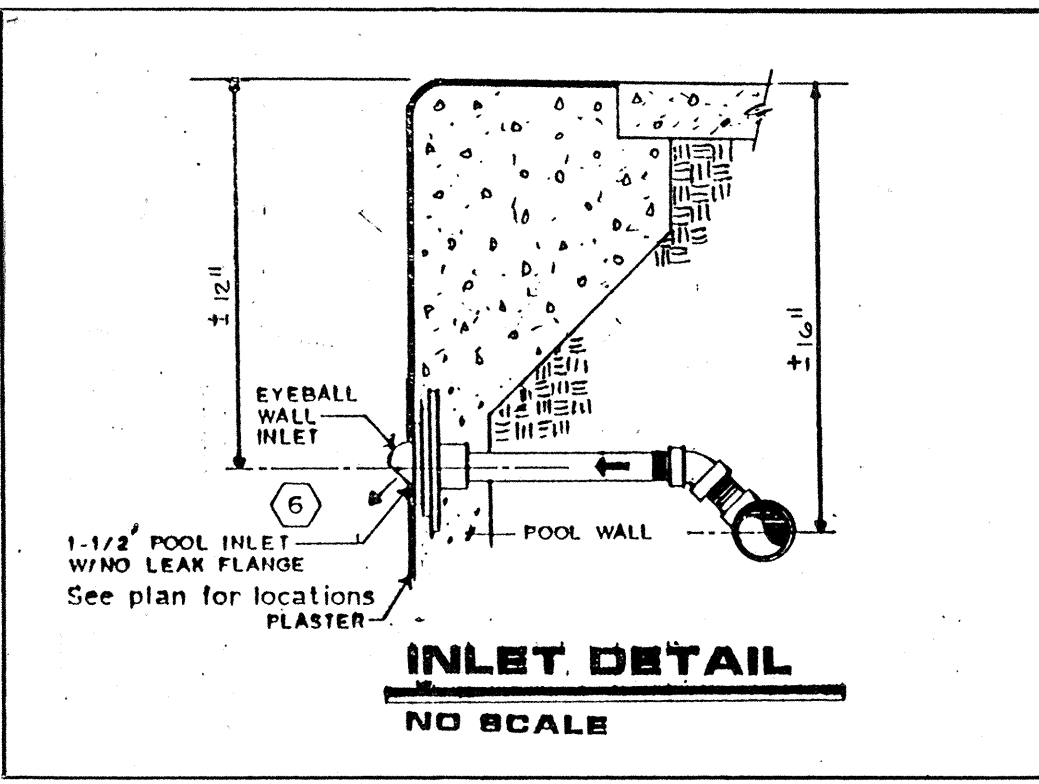 ± 12"
± 16"
EYEBALL
WALL
INLET
6
1-1/2" POOL INLET
W/NO LEAK FLANGE
See plan for locations
PLASTER
POOL WALL
INLET DETAIL
NO SCALE